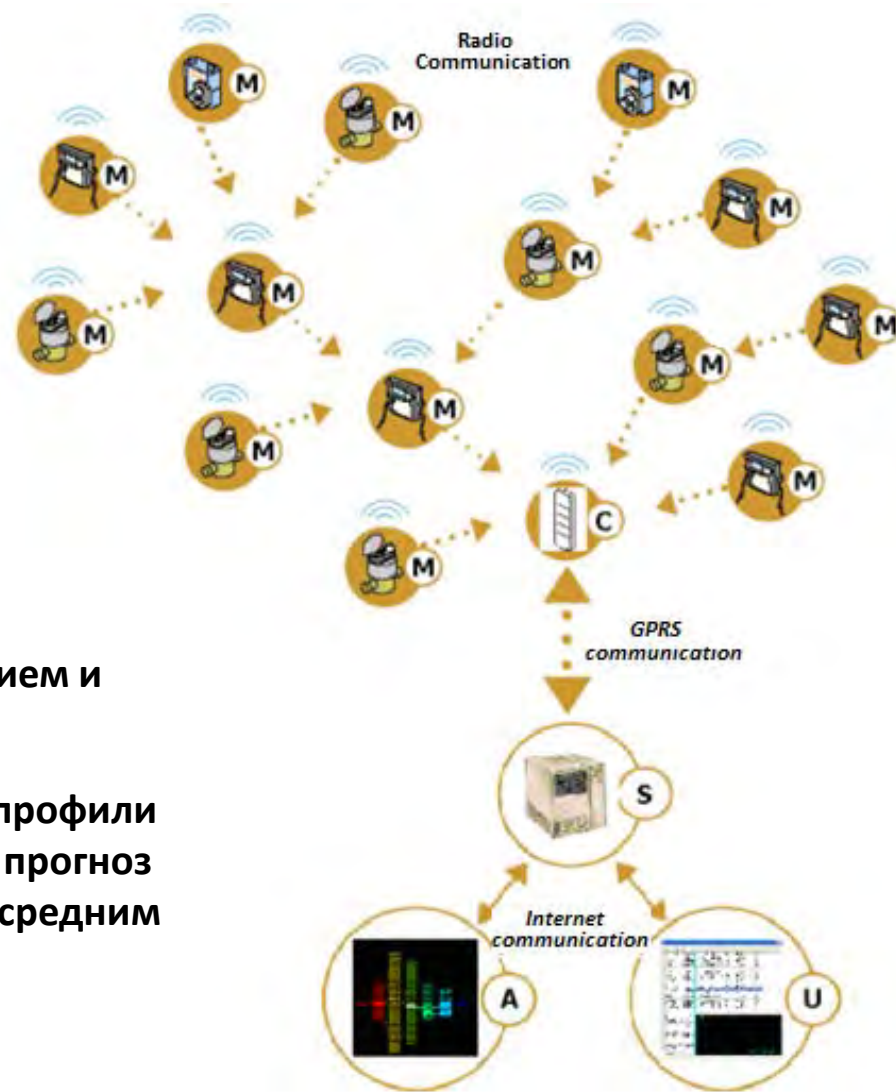 Radio
Communication
M
M
M
M
M
M
M
M
M
M
M
M
M
C
M
GPRS
communication
ием и
профили
прогноз
средним
S
Internet
communication
A
U